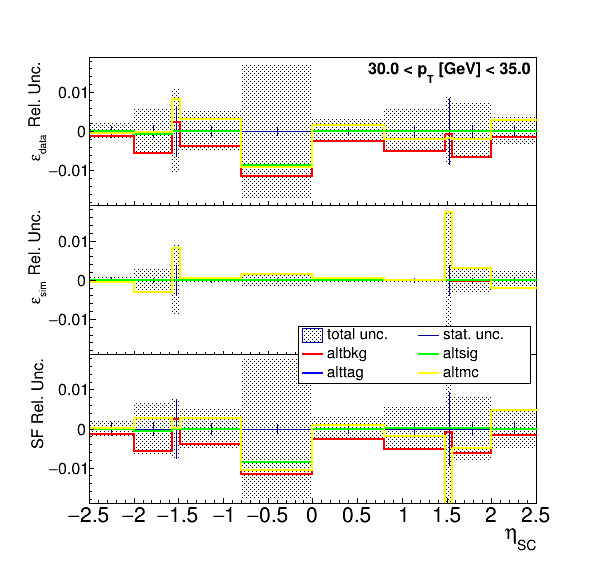 30.0 < p_T [GeV] < 35.0
ε_data Rel. Unc.
0.01
0
−0.01
ε_sim Rel. Unc.
0.01
0
−0.01
total unc. stat. unc.
altbkg altsig
alttag altmc
SF Rel. Unc.
0.01
0
−0.01
−2.5 −2 −1.5 −1 −0.5 0 0.5 1 1.5 2 2.5
η_SC